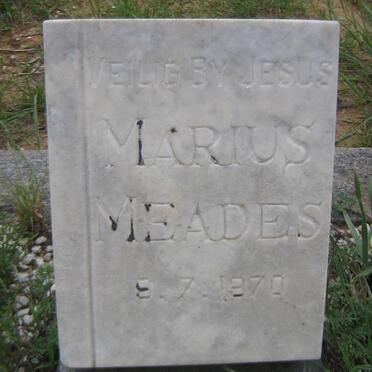 VEILIG BY JESUS
MARIUS
MEADES
9.7.1970